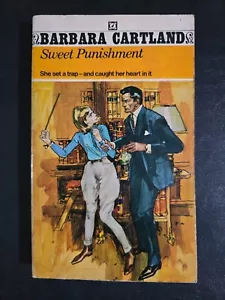 BARBARA CARTLAND
Sweet Punishment
She set a trap – and caught her heart in it